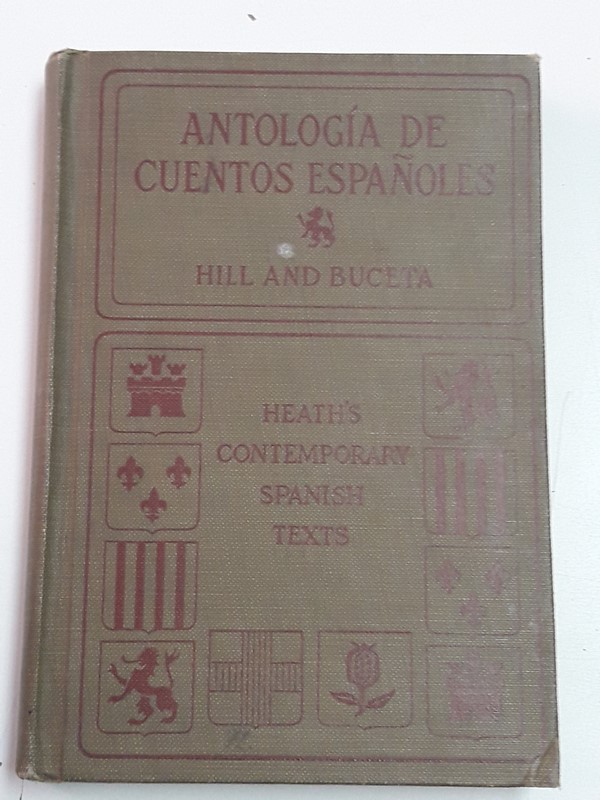 ANTOLOGÍA DE
CUENTOS ESPAÑOLES
HILL AND BUCETA
HEATH'S
CONTEMPORARY
SPANISH
TEXTS